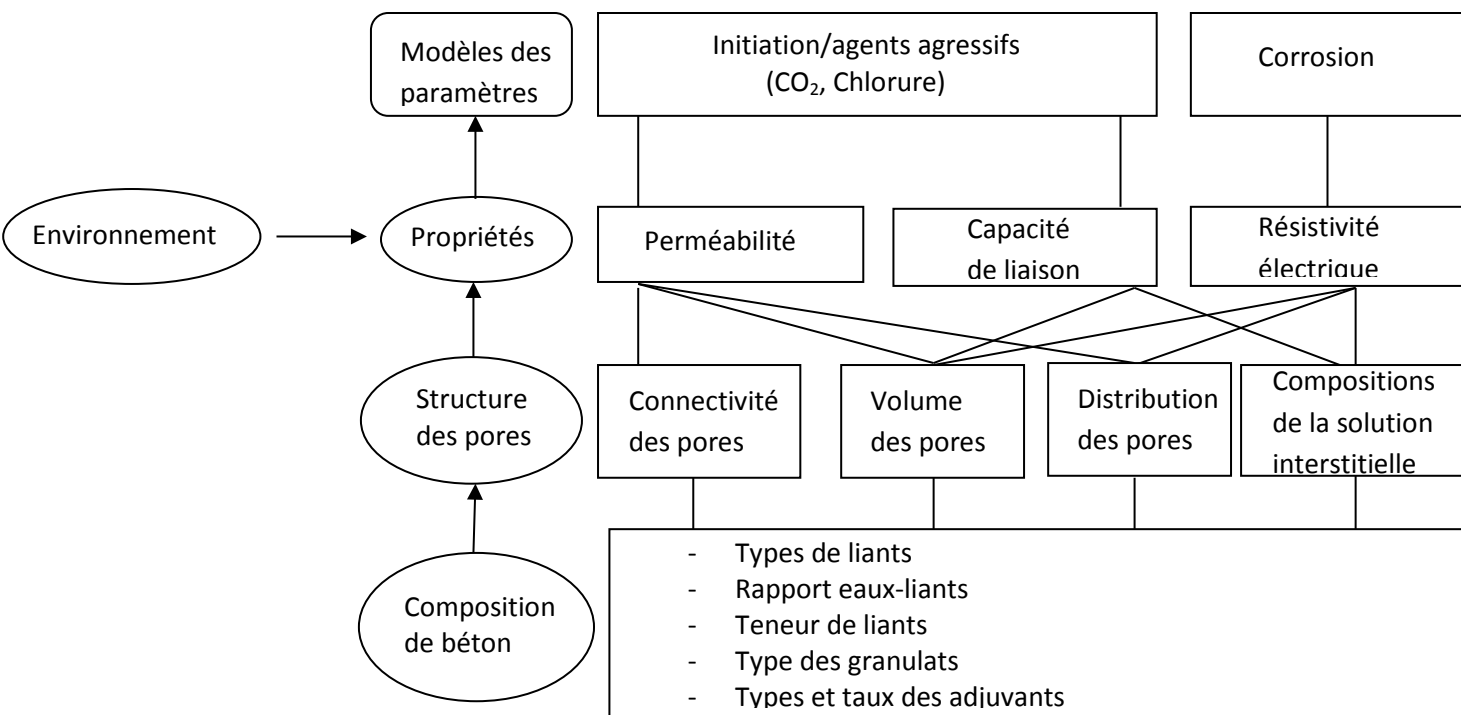 Modèles des
paramètres
Initiation/agents agressifs
(CO₂, Chlorure)
Corrosion
Environnement
Propriétés
Perméabilité
Capacité
de liaison
Résistivité
électrique
Structure
des pores
Connectivité
des pores
Volume
des pores
Distribution
des pores
Compositions
de la solution
interstitielle
Composition
de béton
- Types de liants
- Rapport eaux-liants
- Teneur de liants
- Type des granulats
- Types et taux des adjuvants